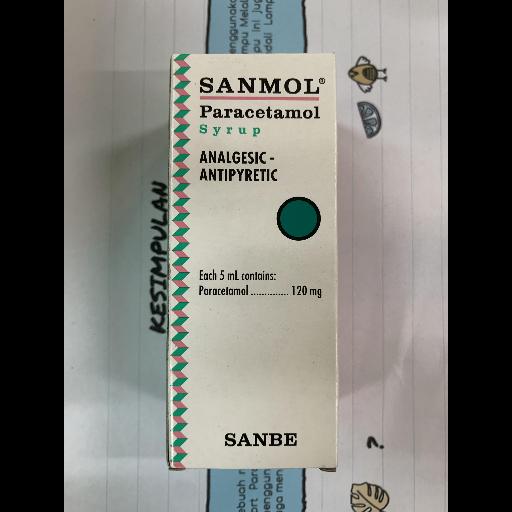 SANMOL®
Paracetamol
Syrup
ANALGESIC -
ANTIPYRETIC
Each 5 mL contains:
Paracetamol .............. 120 mg
SANBE
KESIMPULAN
?